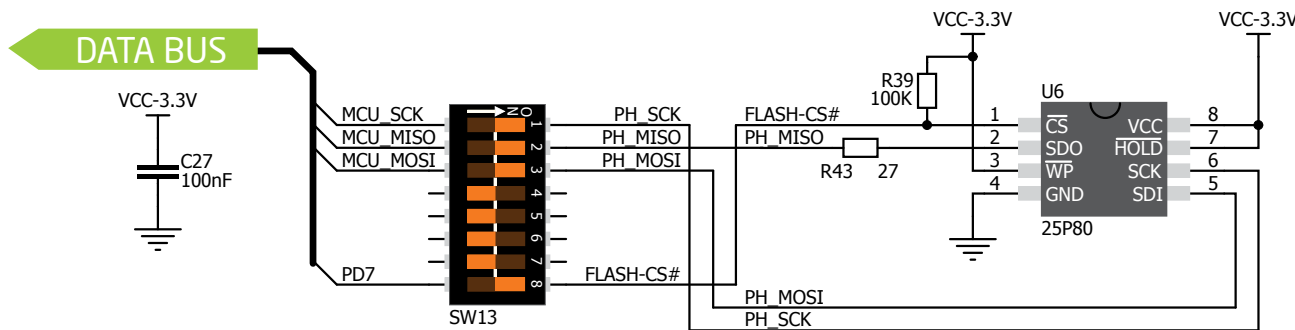 DATA BUS
VCC-3.3V
C27
100nF
MCU_SCK
MCU_MISO
MCU_MOSI
PD7
ON
1
2
3
4
5
6
7
8
SW13
PH_SCK
PH_MISO
PH_MOSI
FLASH-CS#
FLASH-CS#
PH_MISO
R43 27
PH_MOSI
PH_SCK
VCC-3.3V
R39
100K
VCC-3.3V
U6
1 CS VCC 8
2 SDO HOLD 7
3 WP SCK 6
4 GND SDI 5
25P80